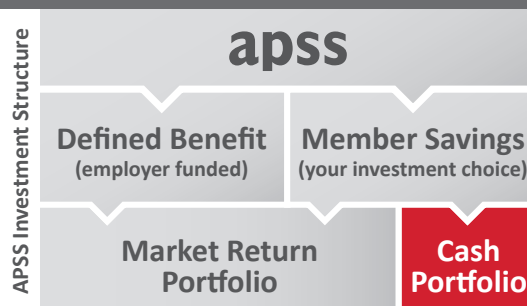 APSS Investment Structure
apss
Defined Benefit
(employer funded)
Member Savings
(your investment choice)
Market Return
Portfolio
Cash
Portfolio